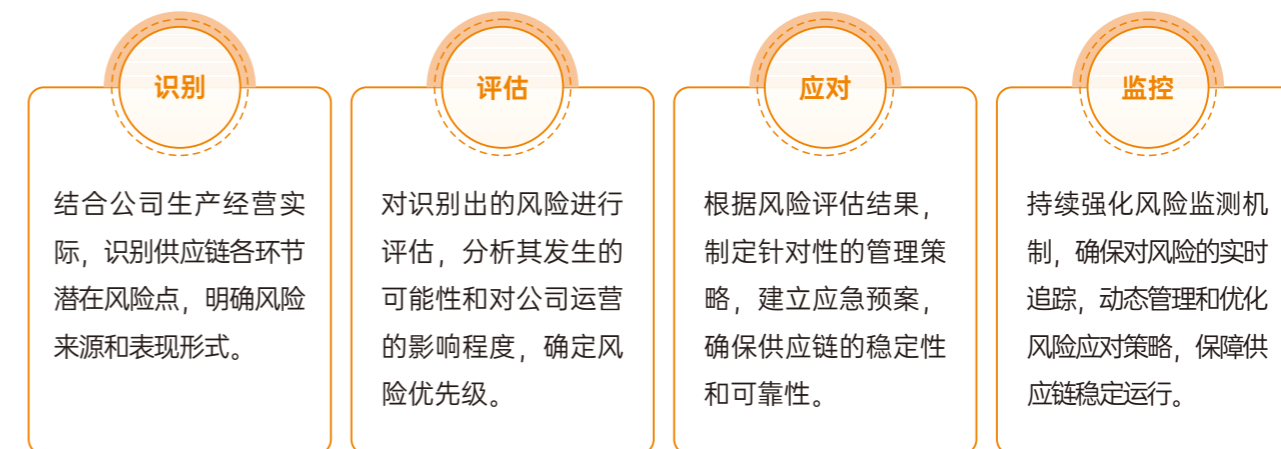 识别
结合公司生产经营实
际，识别供应链各环节
潜在风险点，明确风险
来源和表现形式。
评估
对识别出的风险进行
评估，分析其发生的
可能性和对公司运营
的影响程度，确定风
险优先级。
应对
根据风险评估结果，
制定针对性的管理策
略，建立应急预案，
确保供应链的稳定性
和可靠性。
监控
持续强化风险监测机
制，确保对风险的实时
追踪，动态管理和优化
风险应对策略，保障供
应链稳定运行。